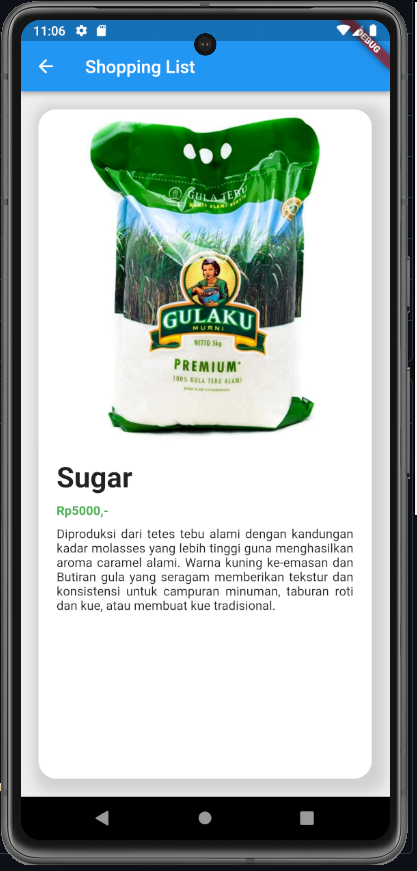 11:06
DEBUG
Shopping List
GULA TEBU
GULAKU
MURNI
NETTO 5kg
PREMIUM
100% GULA TEBU ALAMI
Sugar
Rp5000,-
Diproduksi dari tetes tebu alami dengan kandungan
kadar molasses yang lebih tinggi guna menghasilkan
aroma caramel alami. Warna kuning ke-emasan dan
Butiran gula yang seragam memberikan tekstur dan
konsistensi untuk campuran minuman, taburan roti
dan kue, atau membuat kue tradisional.